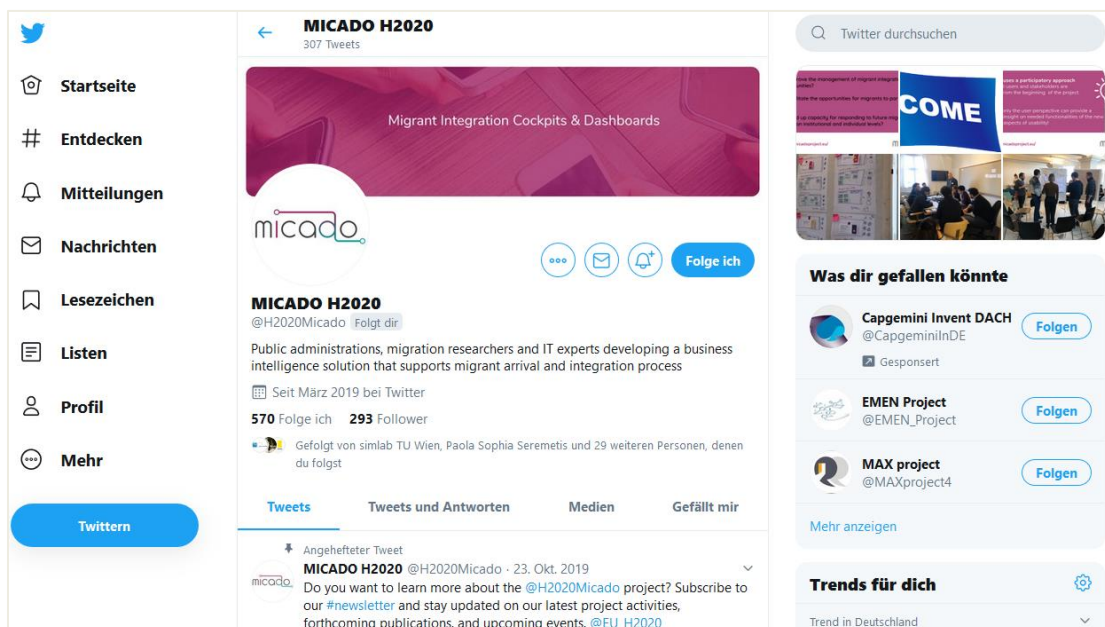 Startseite
Entdecken
Mitteilungen
Nachrichten
Lesezeichen
Listen
Profil
Mehr
Twittern
MICADO H2020
307 Tweets
Migrant Integration Cockpits & Dashboards
micado
Folge ich
MICADO H2020
@H2020Micado Folgt dir
Public administrations, migration researchers and IT experts developing a business
intelligence solution that supports migrant arrival and integration process
Seit März 2019 bei Twitter
570 Folge ich 293 Follower
Gefolgt von simlab TU Wien, Paola Sophia Seremetis und 29 weiteren Personen, denen
du folgst
Tweets Tweets und Antworten Medien Gefällt mir
Angehefteter Tweet
micado
MICADO H2020 @H2020Micado · 23. Okt. 2019
Do you want to learn more about the @H2020Micado project? Subscribe to
our #newsletter and stay updated on our latest project activities,
forthcoming publications, and upcoming events. @EU_H2020
Twitter durchsuchen
COME
uses a participatory approach
Was dir gefallen könnte
Capgemini Invent DACH
@CapgeminiInDE
Gesponsert
Folgen
EMEN Project
@EMEN_Project
Folgen
MAX project
@MAXproject4
Folgen
Mehr anzeigen
Trends für dich
Trend in Deutschland